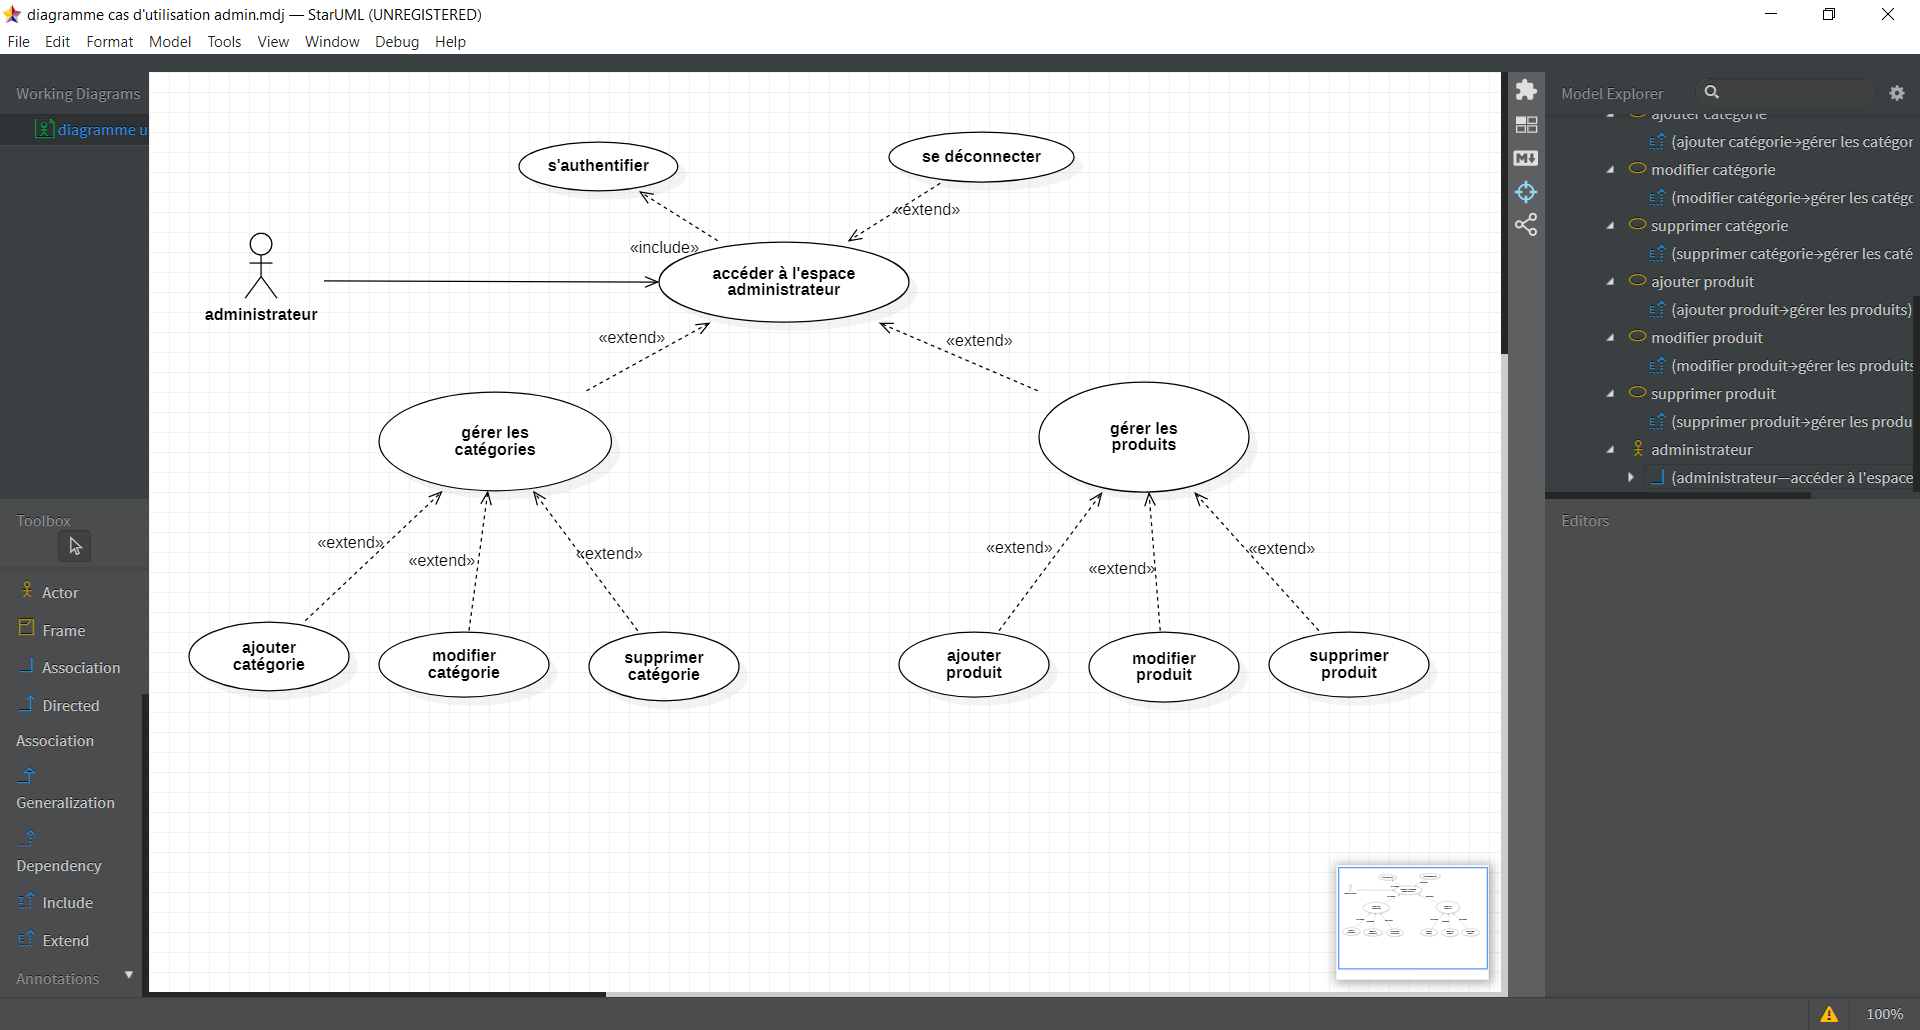 diagramme cas d'utilisation admin.mdj — StarUML (UNREGISTERED)
File Edit Format Model Tools View Window Debug Help
Working Diagrams
diagramme u
Toolbox
Actor
Frame
Association
Directed
Association
Generalization
Dependency
Include
Extend
Annotations
s'authentifier
se déconnecter
«extend»
«include»
accéder à l'espace
administrateur
administrateur
«extend»
«extend»
gérer les
catégories
gérer les
produits
«extend»
«extend»
«extend»
«extend»
«extend»
«extend»
ajouter
catégorie
modifier
catégorie
supprimer
catégorie
ajouter
produit
modifier
produit
supprimer
produit
Model Explorer
ajouter catégorie
(ajouter catégorie→gérer les catégor
modifier catégorie
(modifier catégorie→gérer les catégo
supprimer catégorie
(supprimer catégorie→gérer les caté
ajouter produit
(ajouter produit→gérer les produits)
modifier produit
(modifier produit→gérer les produits
supprimer produit
(supprimer produit→gérer les produ
administrateur
(administrateur—accéder à l'espace
Editors
100%